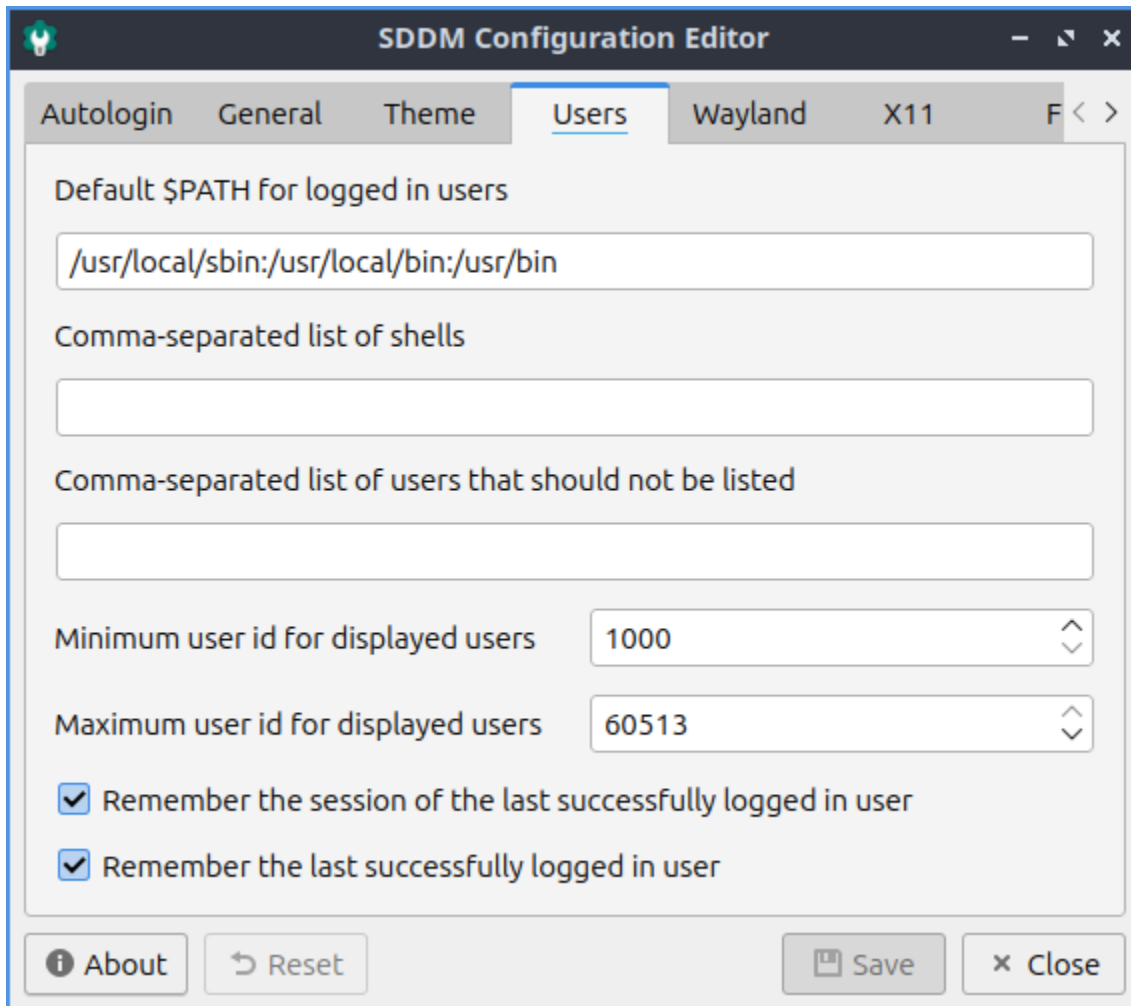 SDDM Configuration Editor
Autologin General Theme Users Wayland X11 F
Default $PATH for logged in users
/usr/local/sbin:/usr/local/bin:/usr/bin
Comma-separated list of shells
Comma-separated list of users that should not be listed
Minimum user id for displayed users 1000
Maximum user id for displayed users 60513
Remember the session of the last successfully logged in user
Remember the last successfully logged in user
About Reset Save Close